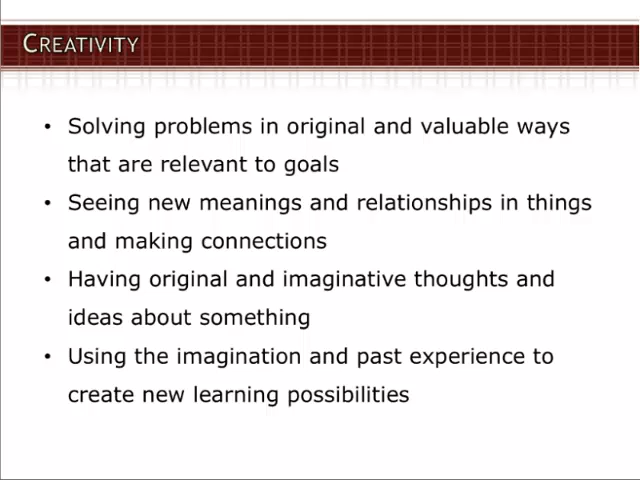 CREATIVITY
• Solving problems in original and valuable ways
that are relevant to goals
• Seeing new meanings and relationships in things
and making connections
• Having original and imaginative thoughts and
ideas about something
• Using the imagination and past experience to
create new learning possibilities